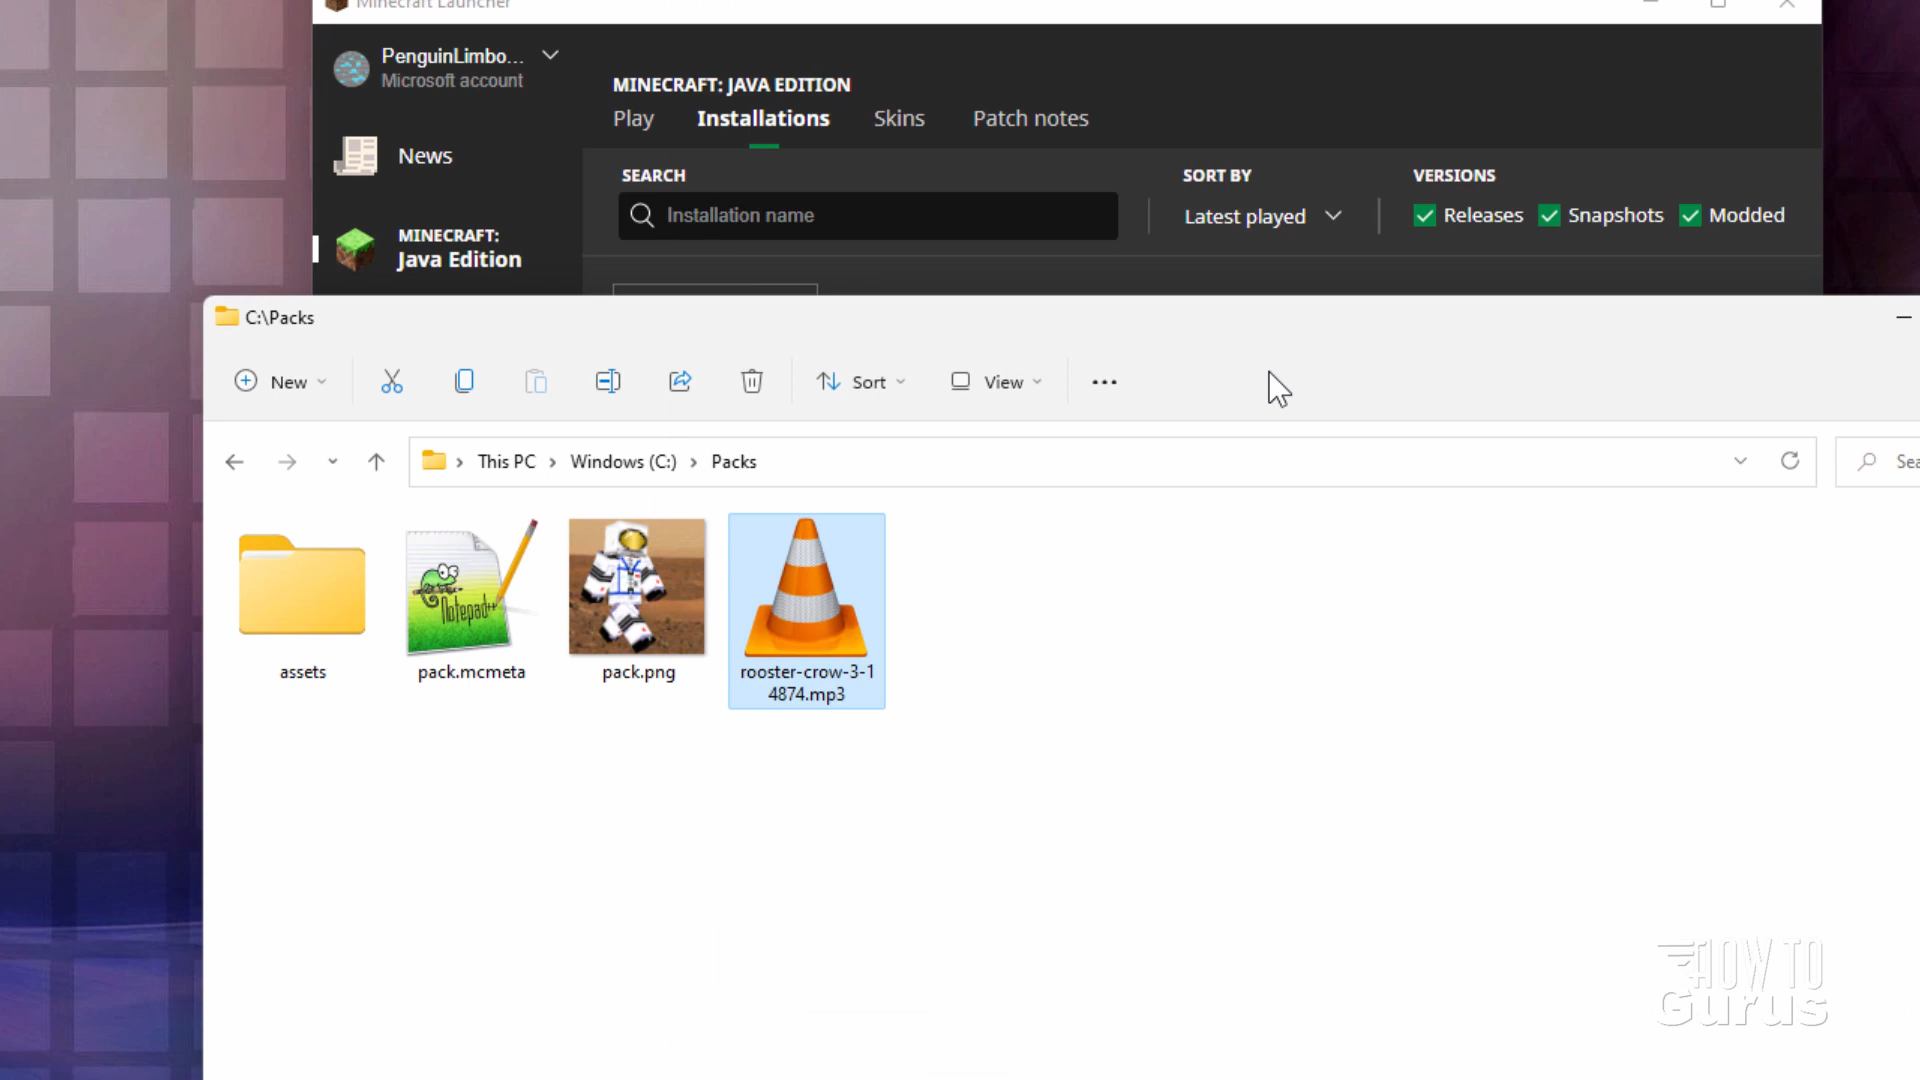 Minecraft Launcher
PenguinLimbo...
Microsoft account
MINECRAFT: JAVA EDITION
Play Installations Skins Patch notes
News
SEARCH SORT BY VERSIONS
Installation name Latest played Releases Snapshots Modded
MINECRAFT:
Java Edition
C:\Packs
New Sort View
This PC Windows (C:) Packs Sea
Notepad++
assets pack.mcmeta pack.png rooster-crow-3-1
4874.mp3
HOW TO
Gurus